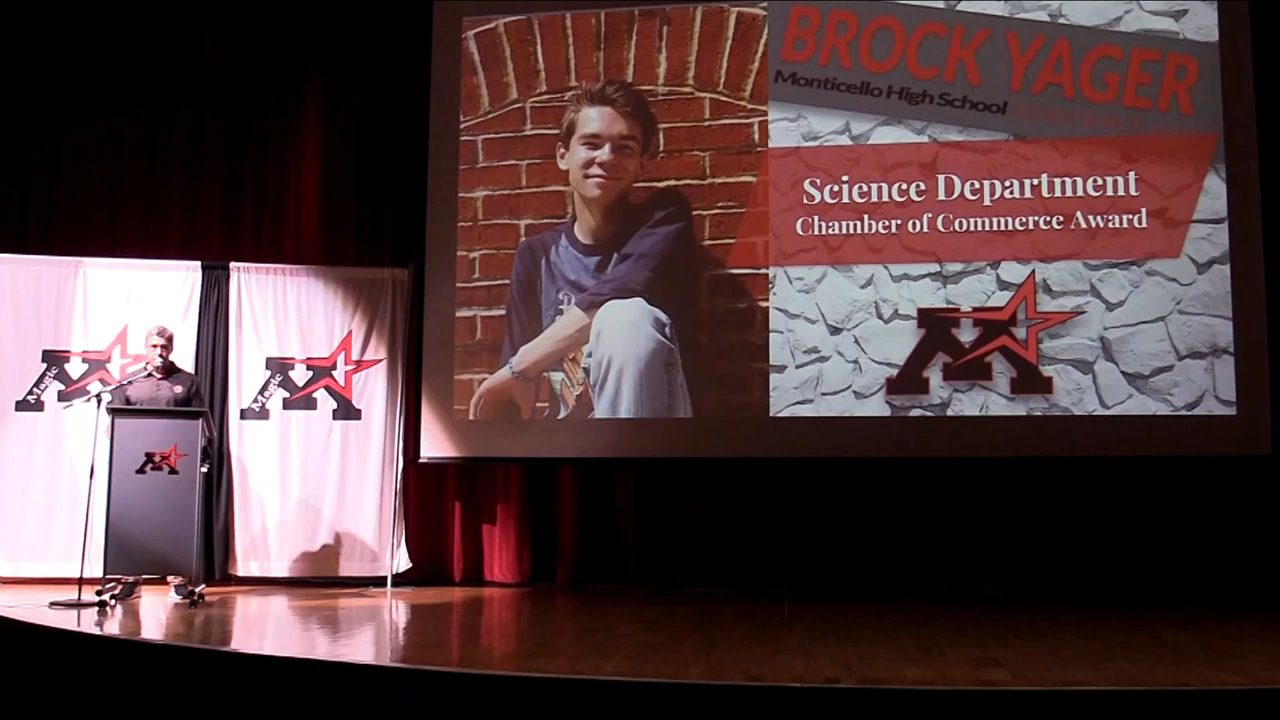 BROCK YAGER
Monticello High School
Science Department
Chamber of Commerce Award
M
Magic
M
Magic
M
M